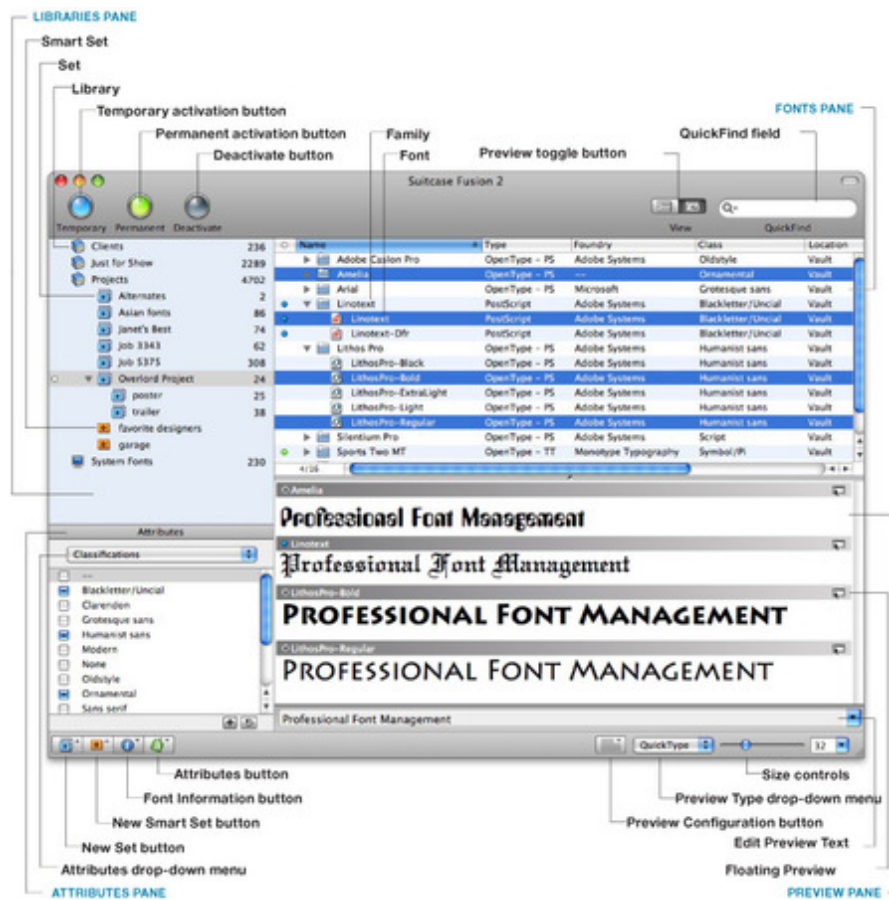 LIBRARIES PANE
Smart Set
Set
Library
Temporary activation button
FONTS PANE
Permanent activation button
Family
QuickFind field
Deactivate button
Font
Preview toggle button
Suitcase Fusion 2
Temporary Permanent Deactivate
View
QuickFind
Clients 236
Just for Show 2289
Projects 4702
Alternates 2
Asian fonts 86
Janet's Best 74
Job 3343 62
Job 5375 308
Overlord Project 24
poster 25
trailer 38
favorite designers
garage
System Fonts 230
Name Type Foundry Class Location
Adobe Caslon Pro OpenType - PS Adobe Systems Oldstyle Vault
Amelia OpenType - PS -- Ornamental Vault
Arial OpenType - PS Microsoft Grotesque sans Vault
Linotext PostScript Adobe Systems Blackletter/Uncial Vault
Linotext PostScript Adobe Systems Blackletter/Uncial Vault
Linotext-Dfr PostScript Adobe Systems Blackletter/Uncial Vault
Lithos Pro OpenType - PS Adobe Systems Humanist sans Vault
LithosPro-Black OpenType - PS Adobe Systems Humanist sans Vault
LithosPro-Bold OpenType - PS Adobe Systems Humanist sans Vault
LithosPro-ExtraLight OpenType - PS Adobe Systems Humanist sans Vault
LithosPro-Light OpenType - PS Adobe Systems Humanist sans Vault
LithosPro-Regular OpenType - PS Adobe Systems Humanist sans Vault
Silentium Pro OpenType - PS Adobe Systems Script Vault
Sports Two MT OpenType - TT Monotype Typography Symbol/Pi Vault
4/16
Amelia
Professional Font Management
Linotext
Professional Font Management
LithosPro-Bold
PROFESSIONAL FONT MANAGEMENT
LithosPro-Regular
PROFESSIONAL FONT MANAGEMENT
Professional Font Management
Attributes
Classifications
--
Blackletter/Uncial
Clarendon
Grotesque sans
Humanist sans
Modern
None
Oldstyle
Ornamental
Sans serif
QuickType
32
Attributes button
Size controls
Font Information button
Preview Type drop-down menu
New Smart Set button
Preview Configuration button
New Set button
Edit Preview Text
Attributes drop-down menu
Floating Preview
ATTRIBUTES PANE
PREVIEW PANE